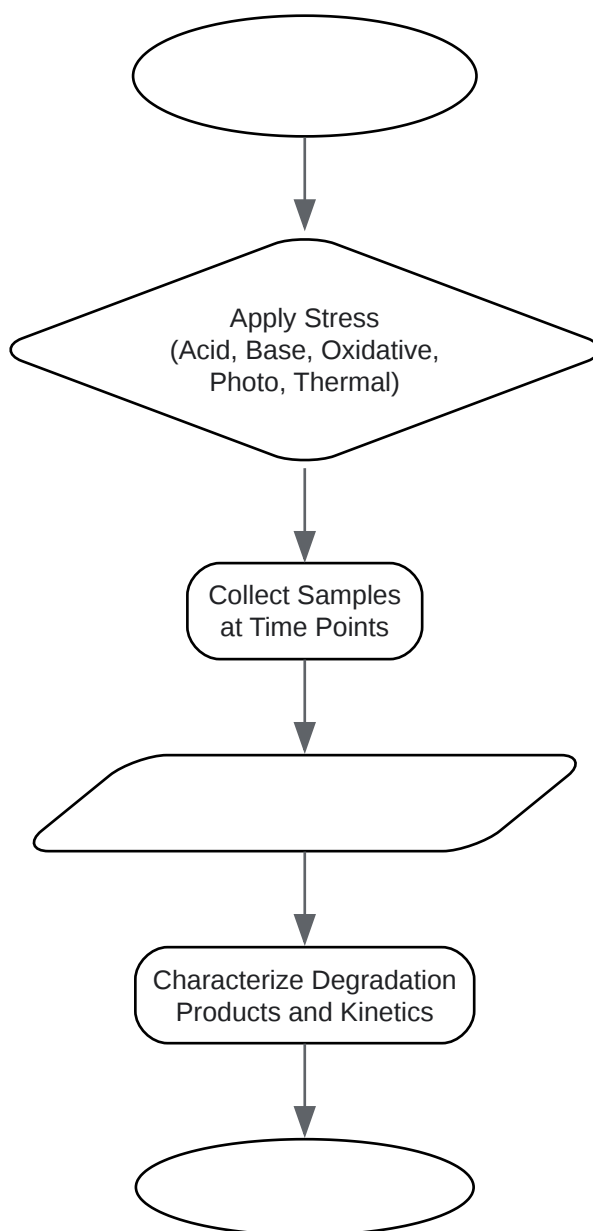 Apply Stress
(Acid, Base, Oxidative,
Photo, Thermal)
Collect Samples
at Time Points
Characterize Degradation
Products and Kinetics